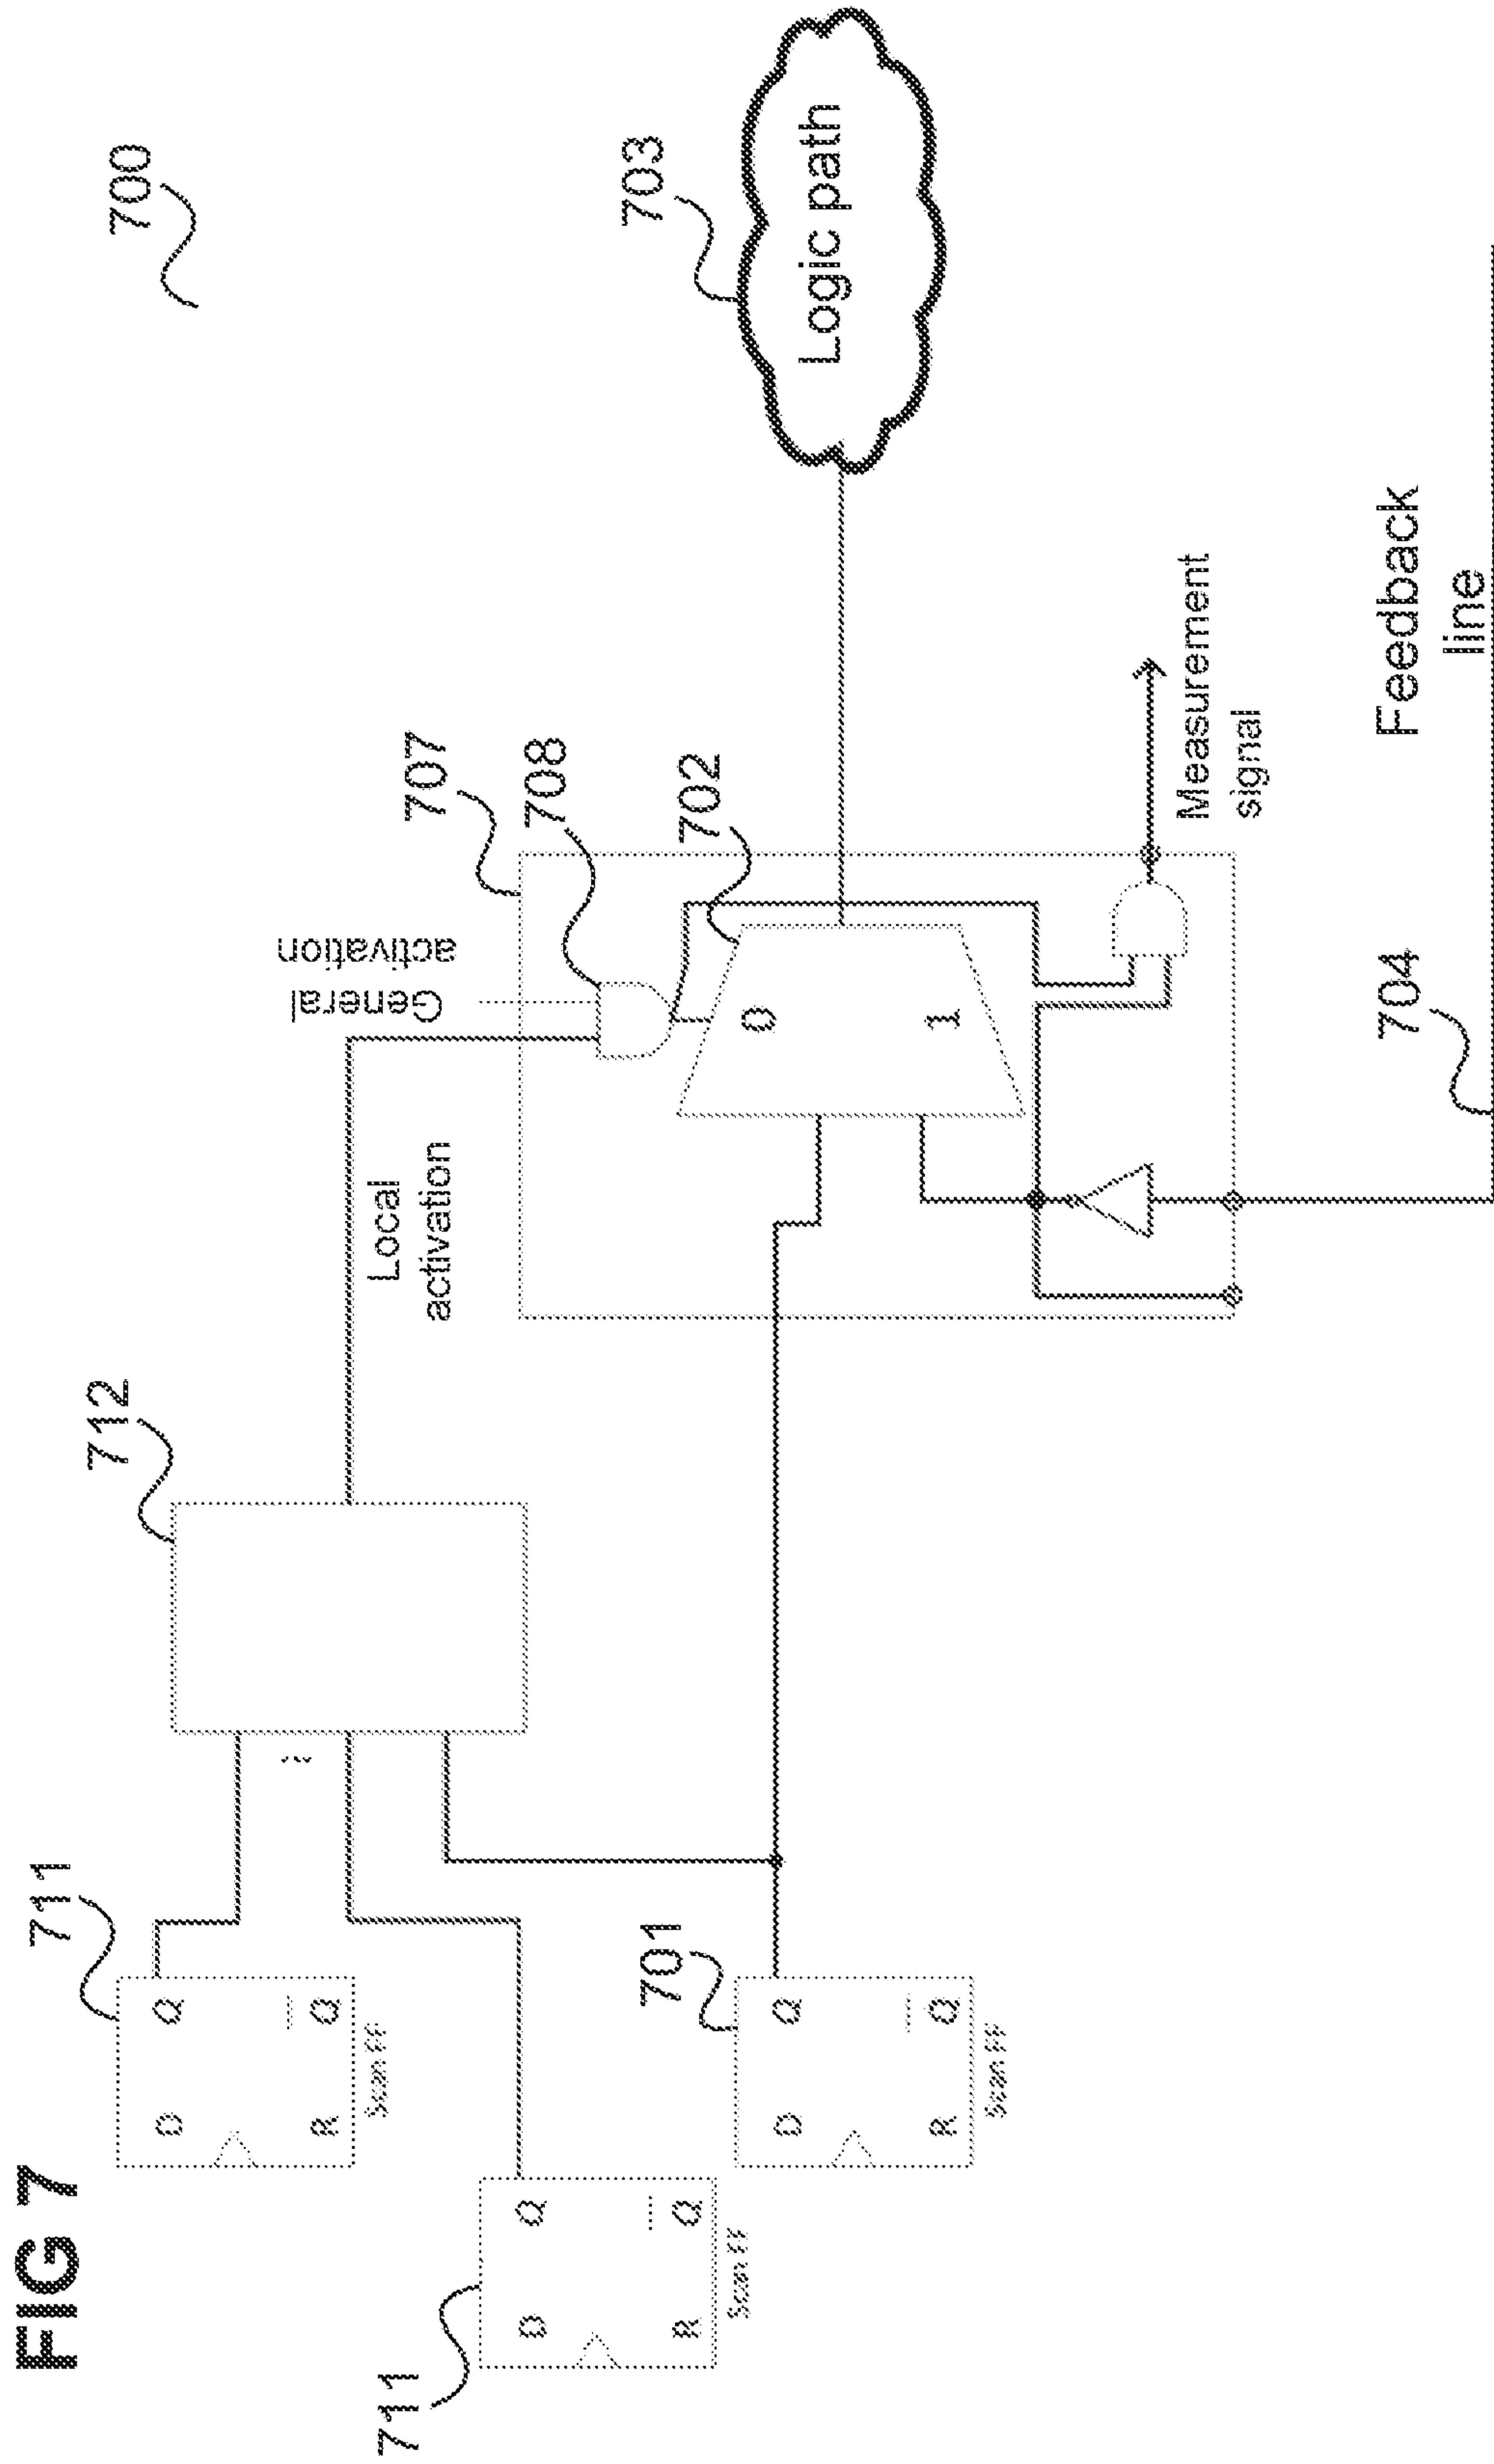 FIG 7
700
711
D Q
R Q
Scan FF
711
D Q
R Q
Scan FF
701
D Q
R Q
Scan FF
712
Local
activation
General
activation
707
708
702
0
1
703
Logic path
Measurement
signal
704
Feedback
line